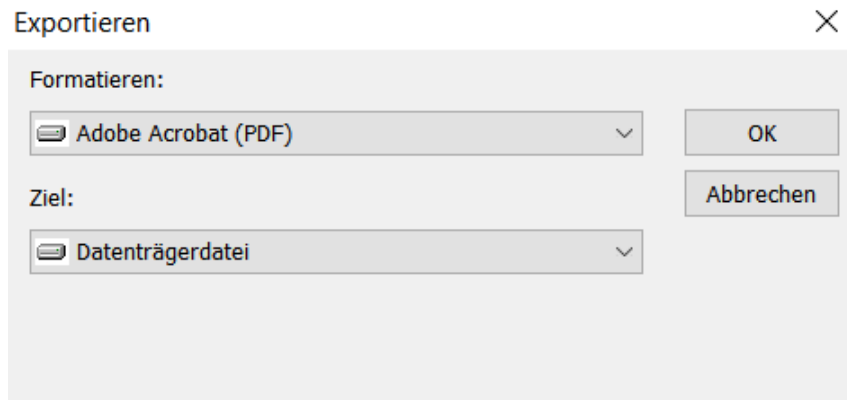 Exportieren
Formatieren:
Adobe Acrobat (PDF)
OK
Ziel:
Abbrechen
Datenträgerdatei